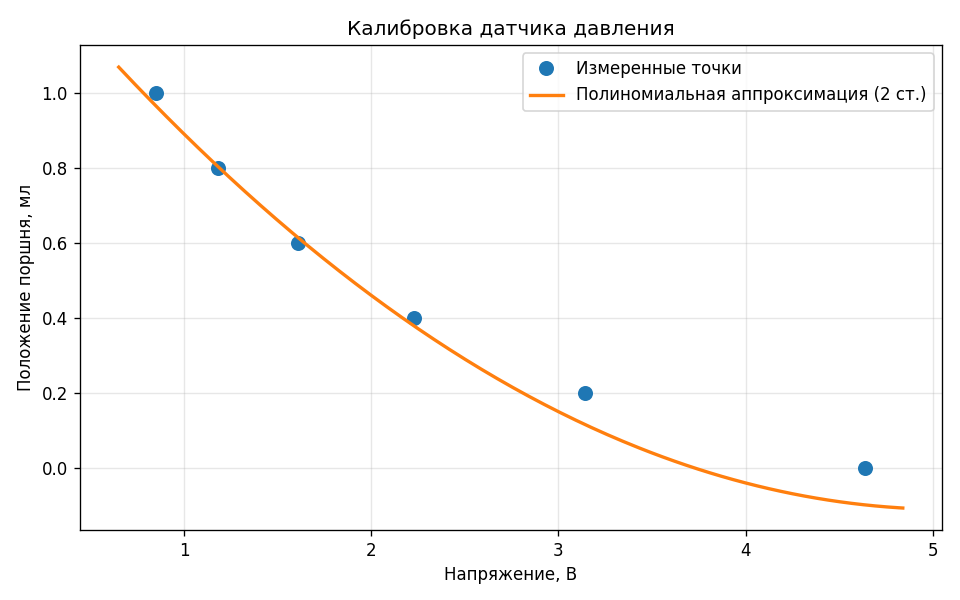 Калибровка датчика давления
Измеренные точки
Полиномиальная аппроксимация (2 ст.)
Положение поршня, мл
1.0
0.8
0.6
0.4
0.2
0.0
1 2 3 4 5
Напряжение, В